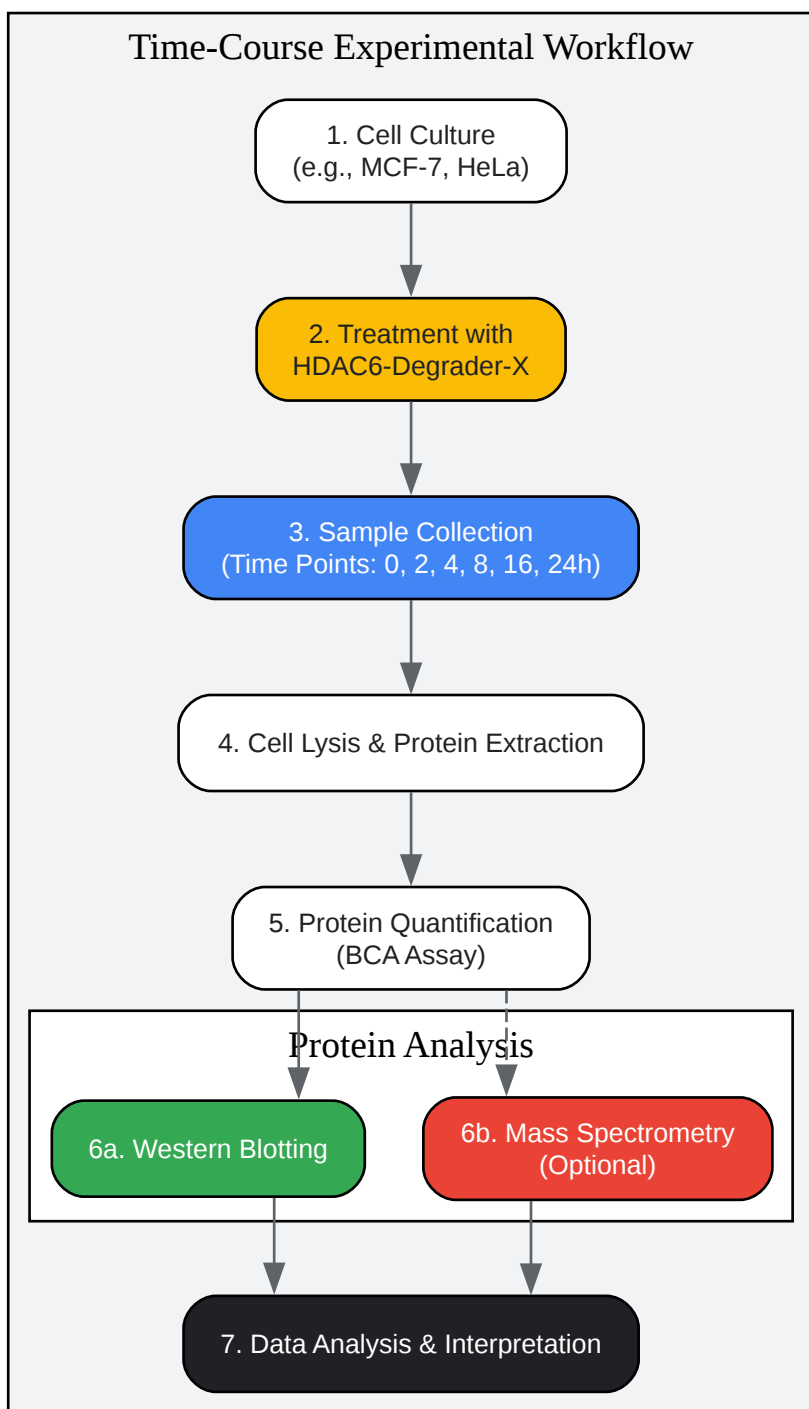 Time-Course Experimental Workflow
1. Cell Culture
(e.g., MCF-7, HeLa)
2. Treatment with
HDAC6-Degrader-X
3. Sample Collection
(Time Points: 0, 2, 4, 8, 16, 24h)
4. Cell Lysis & Protein Extraction
5. Protein Quantification
(BCA Assay)
Protein Analysis
6a. Western Blotting
6b. Mass Spectrometry
(Optional)
7. Data Analysis & Interpretation